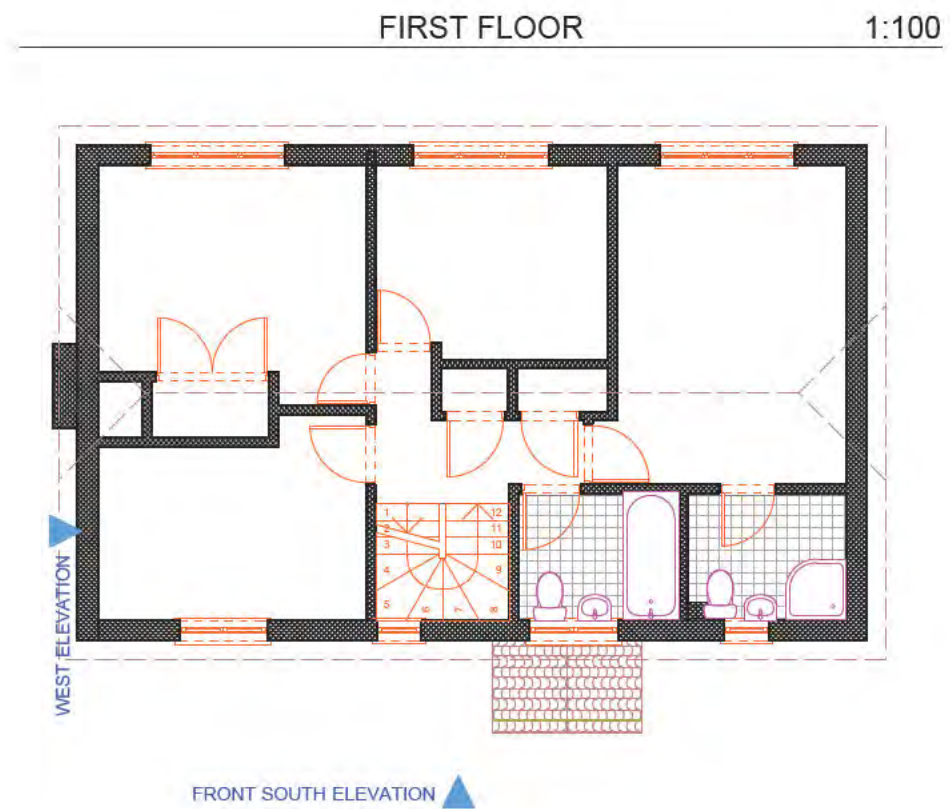 FIRST FLOOR 1:100
1 12
2 11
3 10
4 9
5 6 7 8
WEST ELEVATION
FRONT SOUTH ELEVATION